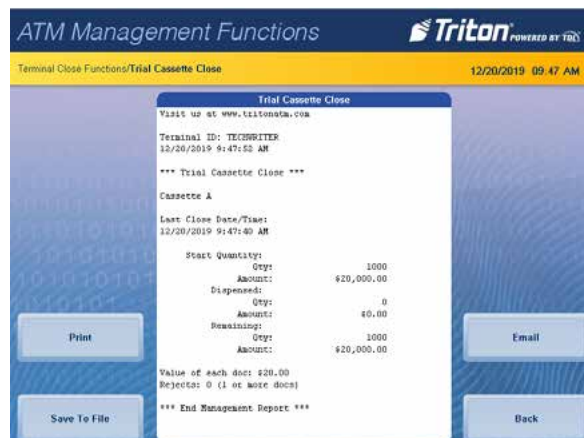 ATM Management Functions
Triton POWERED BY TDS
Terminal Close Functions/Trial Cassette Close
12/20/2019 09:47 AM
Trial Cassette Close
Visit us at www.tritonatm.com
Terminal ID: TECHWRITER
12/20/2019 9:47:52 AM
*** Trial Cassette Close ***
Cassette A
Last Close Date/Time:
12/20/2019 9:47:40 AM
Start Quantity:
Qty: 1000
Amount: $20,000.00
Dispensed:
Qty: 0
Amount: $0.00
Remaining:
Qty: 1000
Amount: $20,000.00
Value of each doc: $20.00
Rejects: 0 (1 or more docs)
*** End Management Report ***
Print
Email
Save To File
Back